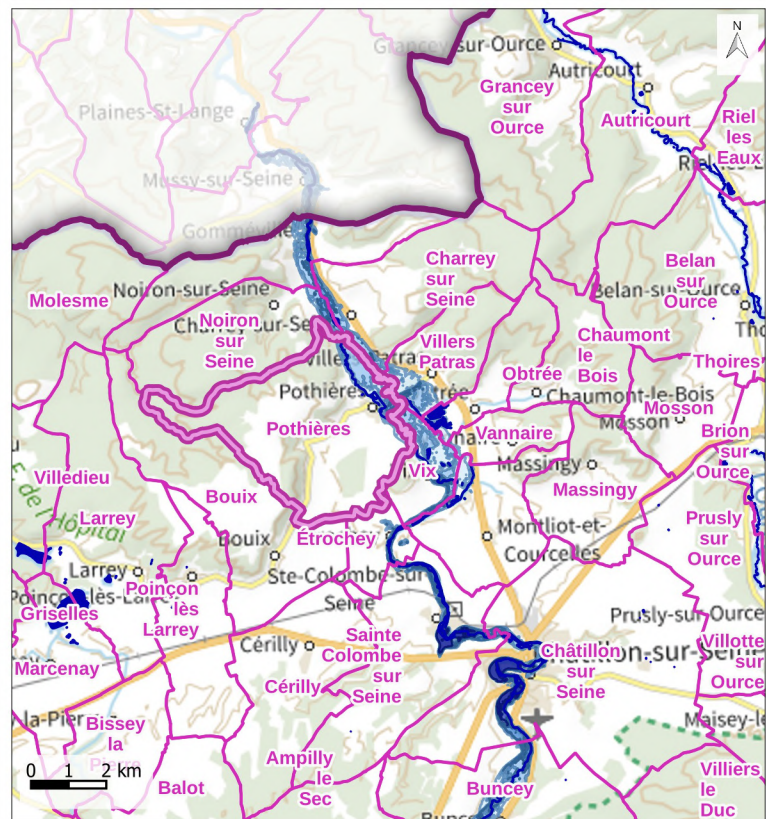 N
Grancey-sur-Ource
Autricourt
Grancey
sur
Ource
Autricourt
Riel
les
Eaux
Plaines-St-Lange
Mussy-sur-Seine
Gomméville
Charrey
sur
Seine
Belan
sur
Ource
Belan-sur-Ource
Molesme
Noiron-sur-Seine
Noiron
sur
Seine
Villers
Patras
Chaumont
le
Bois
Obtrée
Thoires
Pothières
Chaumont-le-Bois
Mosson
Mosson
Pothières
Vannaire
Brion
sur
Ource
Vix
Massingy
Massingy
Villedieu
Larrey
Bouix
Étrochey
Bouix
Montliot-et-
Courcelles
Prusly
sur
Ource
Larrey
Poinçon
lès
Larrey
Ste-Colombe-sur-
Seine
Griselles
Prusly-sur-Ource
Cérilly
Sainte
Colombe
sur
Seine
Châtillon
sur
Seine
Villotte
sur
Ource
Marcenay
Cérilly
Bissey
la
Pierre
Ampilly
le
Sec
Balot
Buncey
Villiers
le
Duc
0 1 2 km